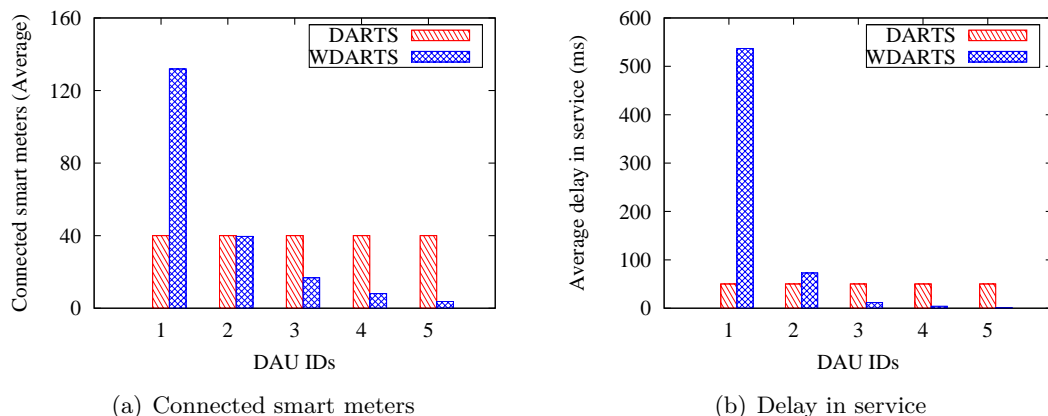 160
120
80
40
0
Connected smart meters (Average)
DARTS
WDARTS
1 2 3 4 5
DAU IDs
(a) Connected smart meters
600
500
400
300
200
100
0
Average delay in service (ms)
DARTS
WDARTS
1 2 3 4 5
DAU IDs
(b) Delay in service